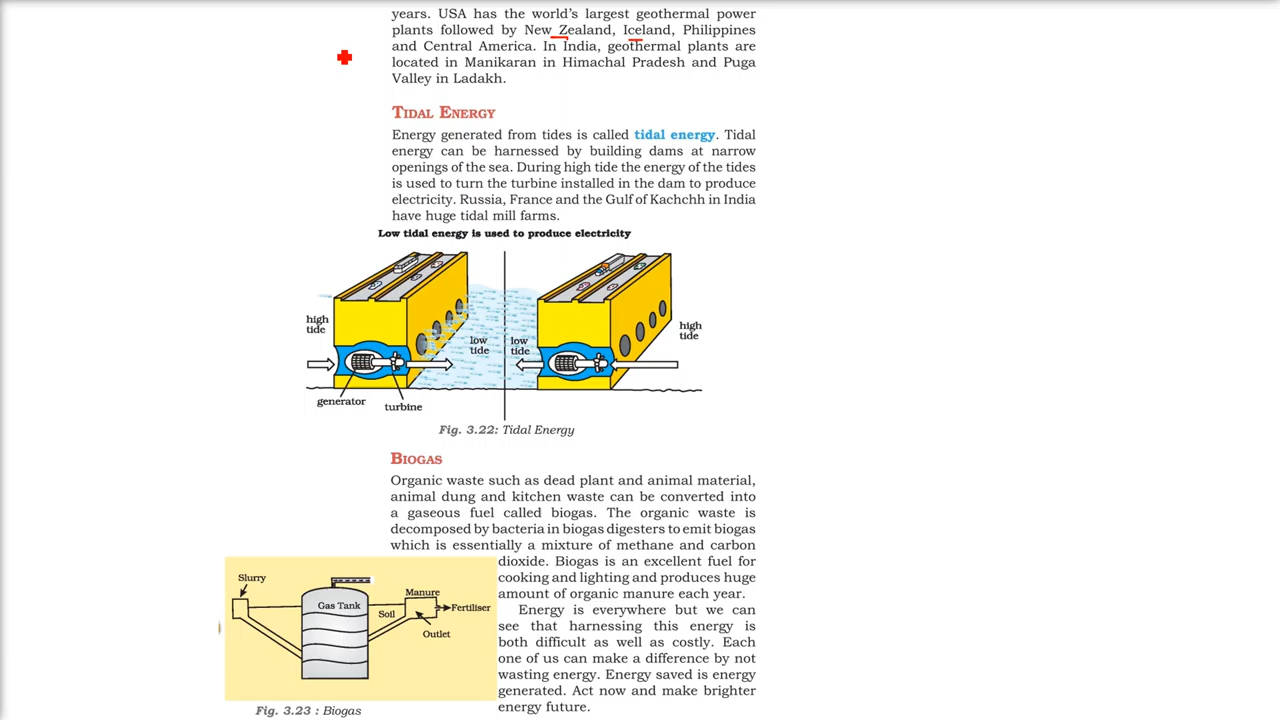 years. USA has the world's largest geothermal power
plants followed by New Zealand, Iceland, Philippines
and Central America. In India, geothermal plants are
located in Manikaran in Himachal Pradesh and Puga
Valley in Ladakh.
TIDAL ENERGY
Energy generated from tides is called tidal energy. Tidal
energy can be harnessed by building dams at narrow
openings of the sea. During high tide the energy of the tides
is used to turn the turbine installed in the dam to produce
electricity. Russia, France and the Gulf of Kachchh in India
have huge tidal mill farms.
Low tidal energy is used to produce electricity
high
tide
low
tide
low
tide
high
tide
generator
turbine
Fig. 3.22: Tidal Energy
BIOGAS
Organic waste such as dead plant and animal material,
animal dung and kitchen waste can be converted into
a gaseous fuel called biogas. The organic waste is
decomposed by bacteria in biogas digesters to emit biogas
which is essentially a mixture of methane and carbon
dioxide. Biogas is an excellent fuel for
cooking and lighting and produces huge
amount of organic manure each year.
Energy is everywhere but we can
see that harnessing this energy is
both difficult as well as costly. Each
one of us can make a difference by not
wasting energy. Energy saved is energy
generated. Act now and make brighter
energy future.
Slurry
Gas Tank
Manure
Soil
Fertiliser
Outlet
Fig. 3.23 : Biogas